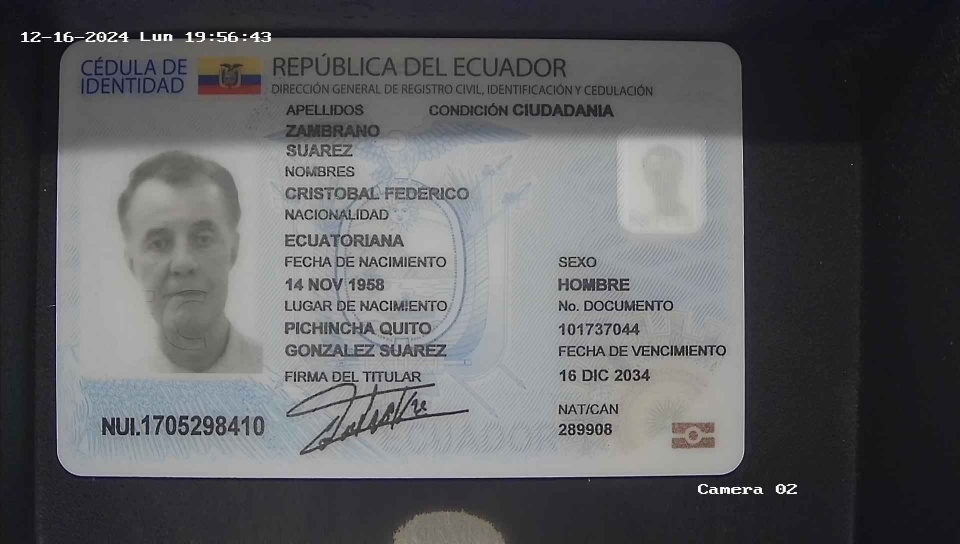 12-16-2024 Lun 19:56:43
CÉDULA DE
IDENTIDAD
REPÚBLICA DEL ECUADOR
DIRECCIÓN GENERAL DE REGISTRO CIVIL, IDENTIFICACIÓN Y CEDULACIÓN
APELLIDOS
CONDICIÓN CIUDADANIA
ZAMBRANO
SUAREZ
NOMBRES
CRISTOBAL FEDERICO
NACIONALIDAD
ECUATORIANA
FECHA DE NACIMIENTO
14 NOV 1958
LUGAR DE NACIMIENTO
PICHINCHA QUITO
GONZALEZ SUAREZ
FIRMA DEL TITULAR
SEXO
HOMBRE
No. DOCUMENTO
101737044
FECHA DE VENCIMIENTO
16 DIC 2034
NAT/CAN
289908
NUI.1705298410
Camera 02